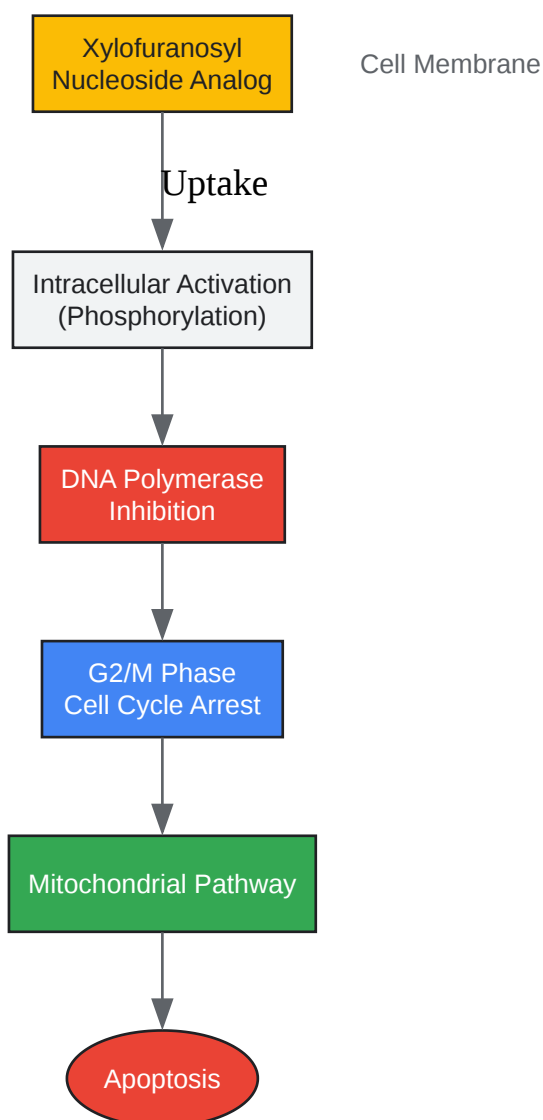 Xylofuranosyl
Nucleoside Analog
Cell Membrane
Uptake
Intracellular Activation
(Phosphorylation)
DNA Polymerase
Inhibition
G2/M Phase
Cell Cycle Arrest
Mitochondrial Pathway
Apoptosis